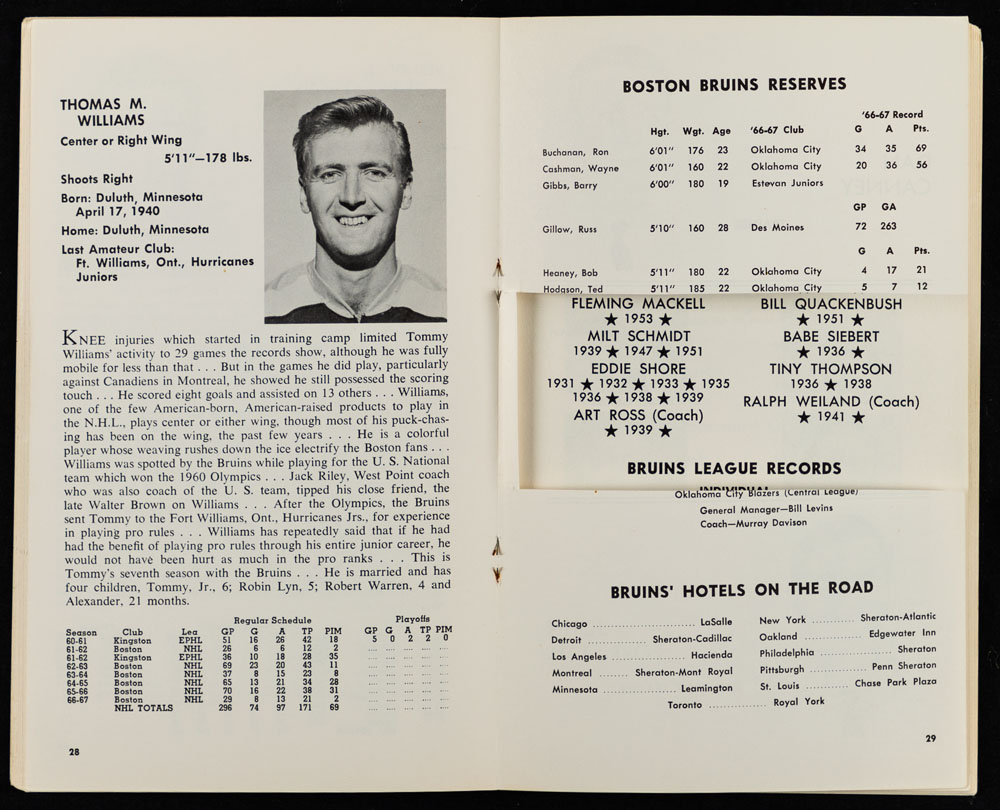 THOMAS M.
WILLIAMS
Center or Right Wing
5'11"—178 lbs.
Shoots Right
Born: Duluth, Minnesota
April 17, 1940
Home: Duluth, Minnesota
Last Amateur Club:
Ft. Williams, Ont., Hurricanes
Juniors
KNEE injuries which started in training camp limited Tommy
Williams' activity to 29 games the records show, although he was fully
mobile for less than that . . . But in the games he did play, particularly
against Canadiens in Montreal, he showed he still possessed the scoring
touch . . . He scored eight goals and assisted on 13 others . . . Williams,
one of the few American-born, American-raised products to play in
the N.H.L., plays center or either wing, though most of his puck-chas-
ing has been on the wing, the past few years . . . He is a colorful
player whose weaving rushes down the ice electrify the Boston fans . . .
Williams was spotted by the Bruins while playing for the U. S. National
team which won the 1960 Olympics . . . Jack Riley, West Point coach
who was also coach of the U. S. team, tipped his close friend, the
late Walter Brown on Williams . . . After the Olympics, the Bruins
sent Tommy to the Fort Williams, Ont., Hurricanes Jrs., for experience
in playing pro rules . . . Williams has repeatedly said that if he had
had the benefit of playing pro rules through his entire junior career, he
would not have been hurt as much in the pro ranks . . . This is
Tommy's seventh season with the Bruins . . . He is married and has
four children, Tommy, Jr., 6; Robin Lyn, 5; Robert Warren, 4 and
Alexander, 21 months.
Regular Schedule Playoffs
Season Club Lea GP G A TP PIM GP G A TP PIM
60-61 Kingston EPHL 51 16 26 42 18 5 0 2 2 0
61-62 Boston NHL 26 6 6 12 2 .... .... .... .... ....
61-62 Kingston EPHL 36 10 18 28 35 .... .... .... .... ....
62-63 Boston NHL 69 23 20 43 11 .... .... .... .... ....
63-64 Boston NHL 37 8 15 23 8 .... .... .... .... ....
64-65 Boston NHL 65 13 21 34 28 .... .... .... .... ....
65-66 Boston NHL 70 16 22 38 31 .... .... .... .... ....
66-67 Boston NHL 29 8 13 21 2 .... .... .... .... ....
NHL TOTALS 296 74 97 171 69 .... .... .... .... ....
28
BOSTON BRUINS RESERVES
'66-67 Record
Hgt. Wgt. Age '66-67 Club G A Pts.
Buchanan, Ron 6'01" 176 23 Oklahoma City 34 35 69
Cashman, Wayne 6'01" 160 22 Oklahoma City 20 36 56
Gibbs, Barry 6'00" 180 19 Estevan Juniors
GP GA
Gillow, Russ 5'10" 160 28 Des Moines 72 263
G A Pts.
Heaney, Bob 5'11" 180 22 Oklahoma City 4 17 21
Hodgson, Ted 5'11" 185 22 Oklahoma City 5 7 12
FLEMING MACKELL
★ 1953 ★
MILT SCHMIDT
1939 ★ 1947 ★ 1951
EDDIE SHORE
1931 ★ 1932 ★ 1933 ★ 1935
1936 ★ 1938 ★ 1939
ART ROSS (Coach)
★ 1939 ★
BILL QUACKENBUSH
★ 1951 ★
BABE SIEBERT
★ 1936 ★
TINY THOMPSON
1936 ★ 1938
RALPH WEILAND (Coach)
★ 1941 ★
BRUINS LEAGUE RECORDS
INDIVIDUAL
Oklahoma City Blazers (Central League)
General Manager—Bill Levins
Coach—Murray Davison
BRUINS' HOTELS ON THE ROAD
Chicago ........ LaSalle
Detroit ........ Sheraton-Cadillac
Los Angeles ........ Hacienda
Montreal ........ Sheraton-Mont Royal
Minnesota ........ Leamington
New York ........ Sheraton-Atlantic
Oakland ........ Edgewater Inn
Philadelphia ........ Sheraton
Pittsburgh ........ Penn Sheraton
St. Louis ........ Chase Park Plaza
Toronto ........ Royal York
29